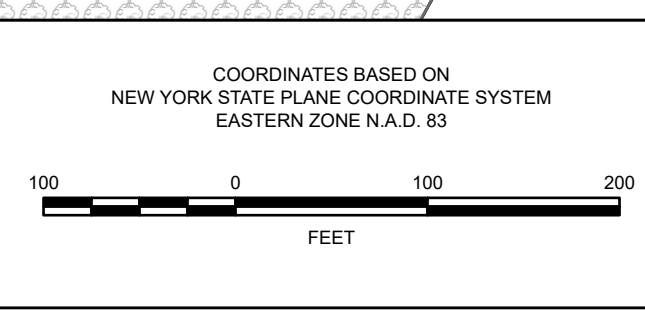 COORDINATES BASED ON
NEW YORK STATE PLANE COORDINATE SYSTEM
EASTERN ZONE N.A.D. 83
100 0 100 200
FEET